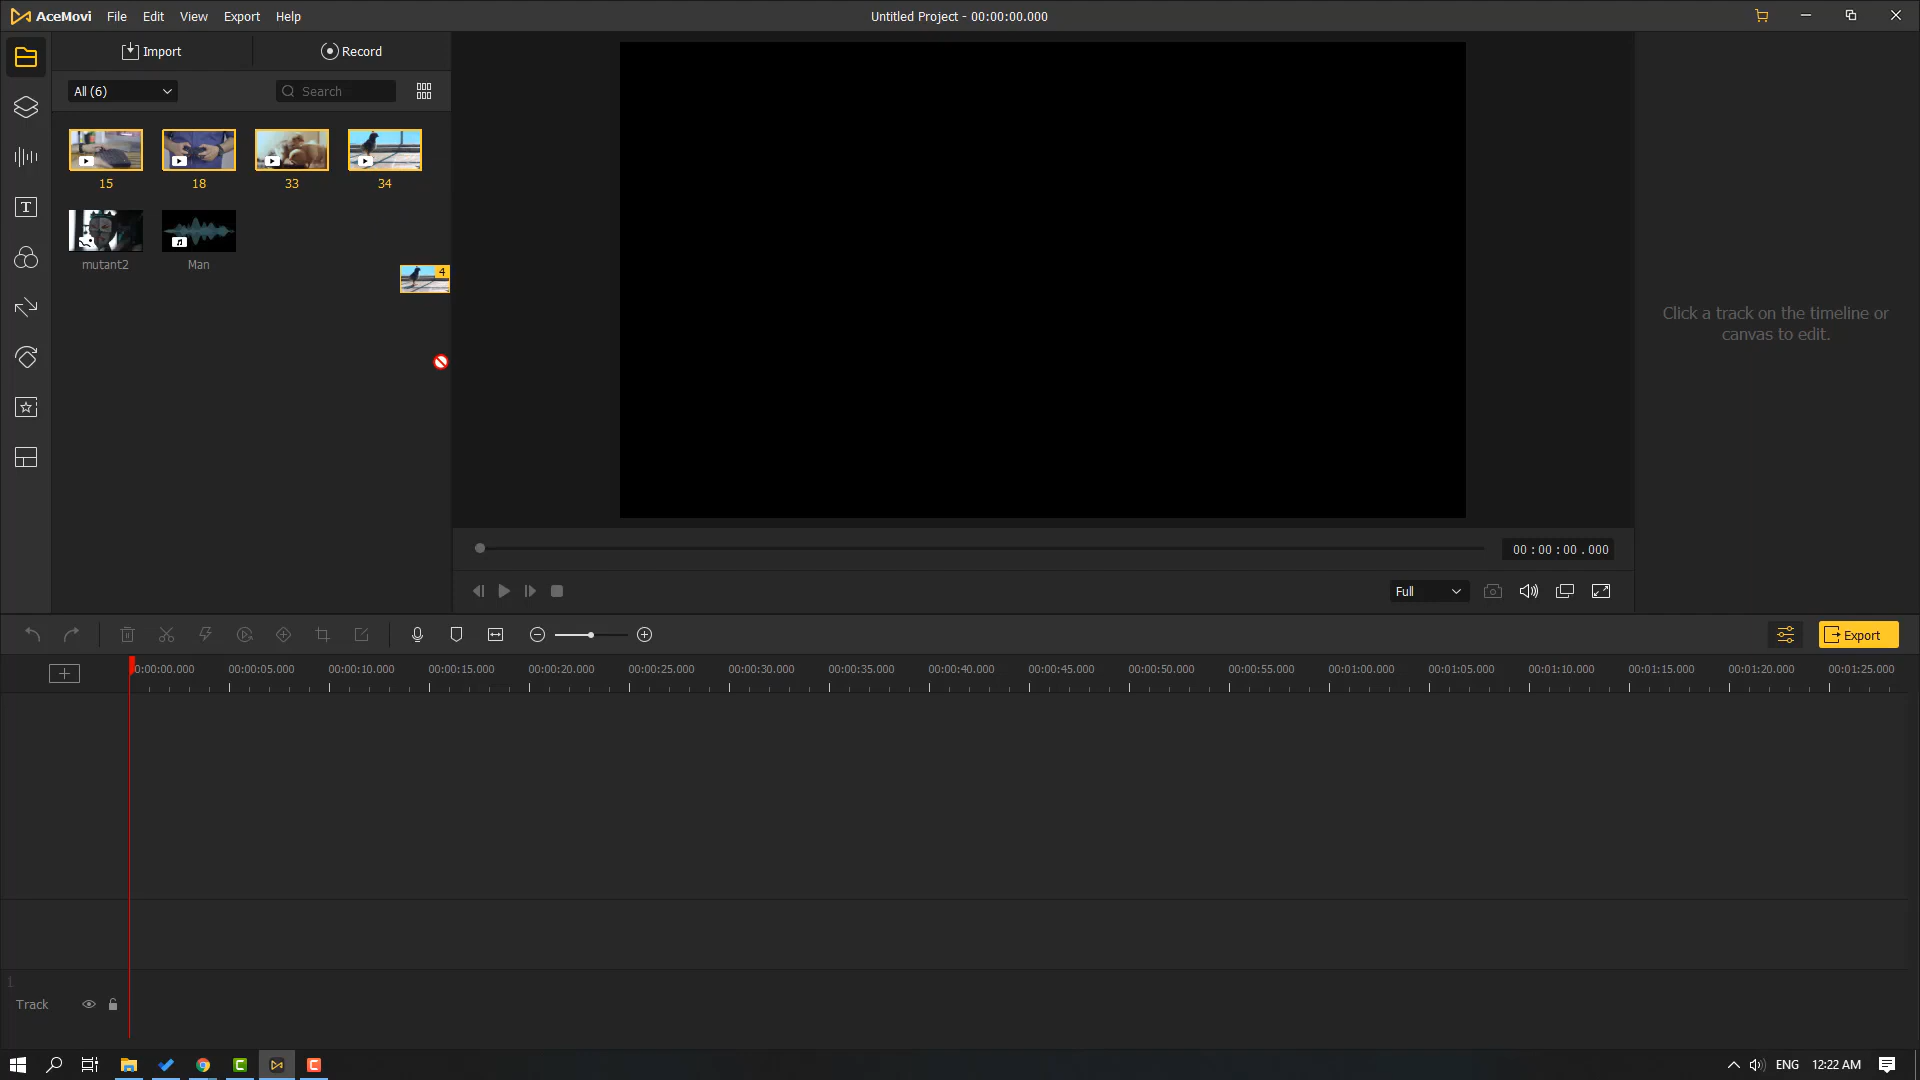 AceMovi File Edit View Export Help
Untitled Project - 00:00:00.000
Import Record
All (6) Search
15 18 33 34
mutant2 Man
4
Click a track on the timeline or
canvas to edit.
00 : 00 : 00 . 000
Full
Export
0:00:00.000 00:00:05.000 00:00:10.000 00:00:15.000 00:00:20.000 00:00:25.000 00:00:30.000 00:00:35.000 00:00:40.000 00:00:45.000 00:00:50.000 00:00:55.000 00:01:00.000 00:01:05.000 00:01:10.000 00:01:15.000 00:01:20.000 00:01:25.000
1
Track
ENG 12:22 AM